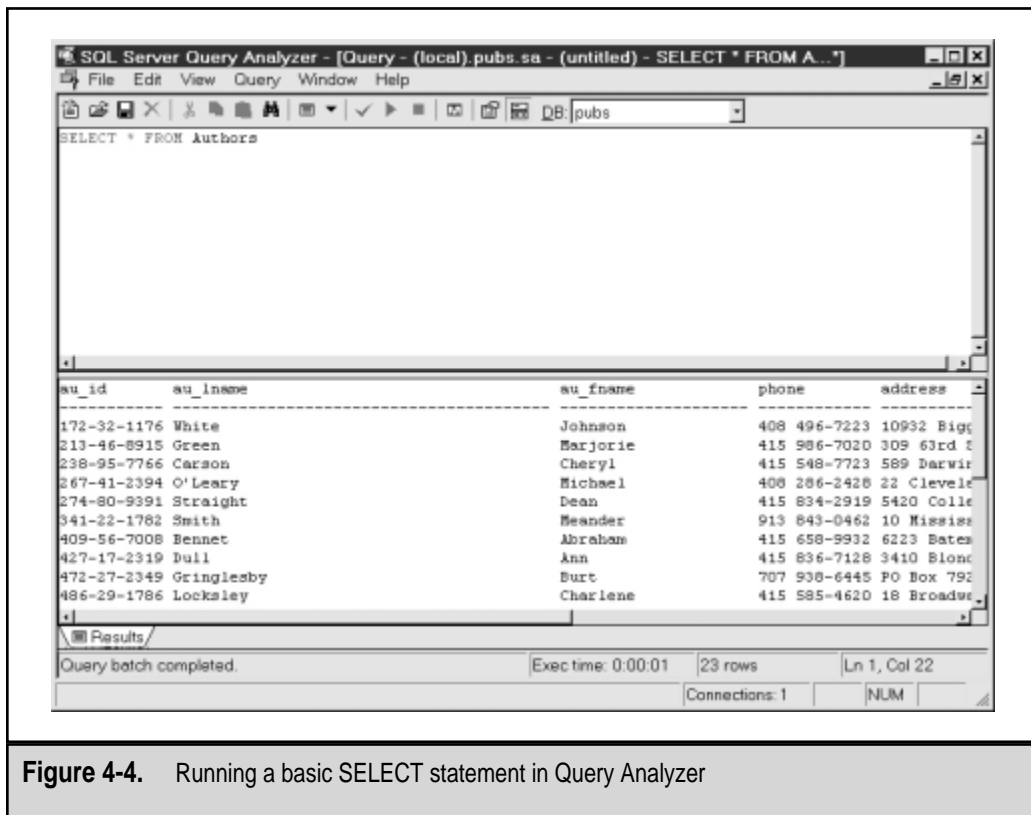 SQL Server Query Analyzer - [Query - (local).pubs.sa - (untitled) - SELECT * FROM A...*]
File Edit View Query Window Help
DB: pubs
SELECT * FROM Authors
au_id au_lname au_fname phone address
----------- ---------------------------------------- -------------------- ------------ ----------
172-32-1176 White Johnson 408 496-7223 10932 Bigg
213-46-8915 Green Marjorie 415 986-7020 309 63rd S
238-95-7766 Carson Cheryl 415 548-7723 589 Darwin
267-41-2394 O'Leary Michael 408 286-2428 22 Clevela
274-80-9391 Straight Dean 415 834-2919 5420 Colle
341-22-1782 Smith Meander 913 843-0462 10 Mississ
409-56-7008 Bennet Abraham 415 658-9932 6223 Batem
427-17-2319 Dull Ann 415 836-7128 3410 Blond
472-27-2349 Gringlesby Burt 707 938-6445 PO Box 792
486-29-1786 Locksley Charlene 415 585-4620 18 Broadwa
Results
Query batch completed. Exec time: 0:00:01 23 rows Ln 1, Col 22
Connections: 1 NUM
Figure 4-4. Running a basic SELECT statement in Query Analyzer